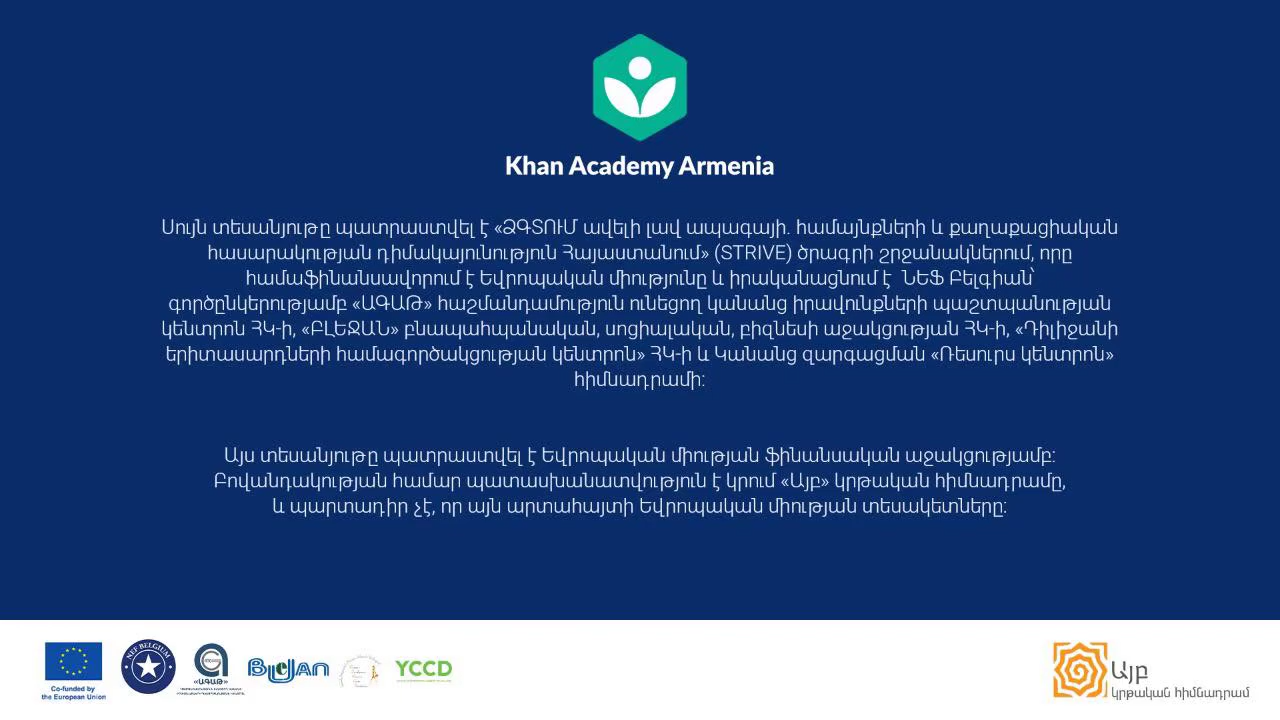 Khan Academy Armenia
Սույն տեսանյութը պատրաստվել է «ՁԳՏՈՒՄ ավելի լավ ապագայի. համայնքների և քաղաքացիական
հասարակության դիմակայունություն Հայաստանում» (STRIVE) ծրագրի շրջանակներում, որը
համաֆինանսավորում է Եվրոպական միությունը և իրականացնում է ՆԵՖ Բելգիան՝
գործընկերությամբ «ԱԳԱԹ» հաշմանդամություն ունեցող կանանց իրավունքների պաշտպանության
կենտրոն ՀԿ-ի, «ԲԼԵՋԱՆ» բնապահպանական, սոցիալական, բիզնեսի աջակցության ՀԿ-ի, «Դիլիջանի
երիտասարդների համագործակցության կենտրոն» ՀԿ-ի և Կանանց զարգացման «Ռեսուրս կենտրոն»
հիմնադրամի:
Այս տեսանյութը պատրաստվել է Եվրոպական միության ֆինանսական աջակցությամբ:
Բովանդակության համար պատասխանատվություն է կրում «Այբ» կրթական հիմնադրամը,
և պարտադիր չէ, որ այն արտահայտի Եվրոպական միության տեսակետները:
Co-funded by
the European Union
NEF BELGIUM
«ԱԳԱԹ»
BLEJAN
YCCD
Այբ
կրթական հիմնադրամ